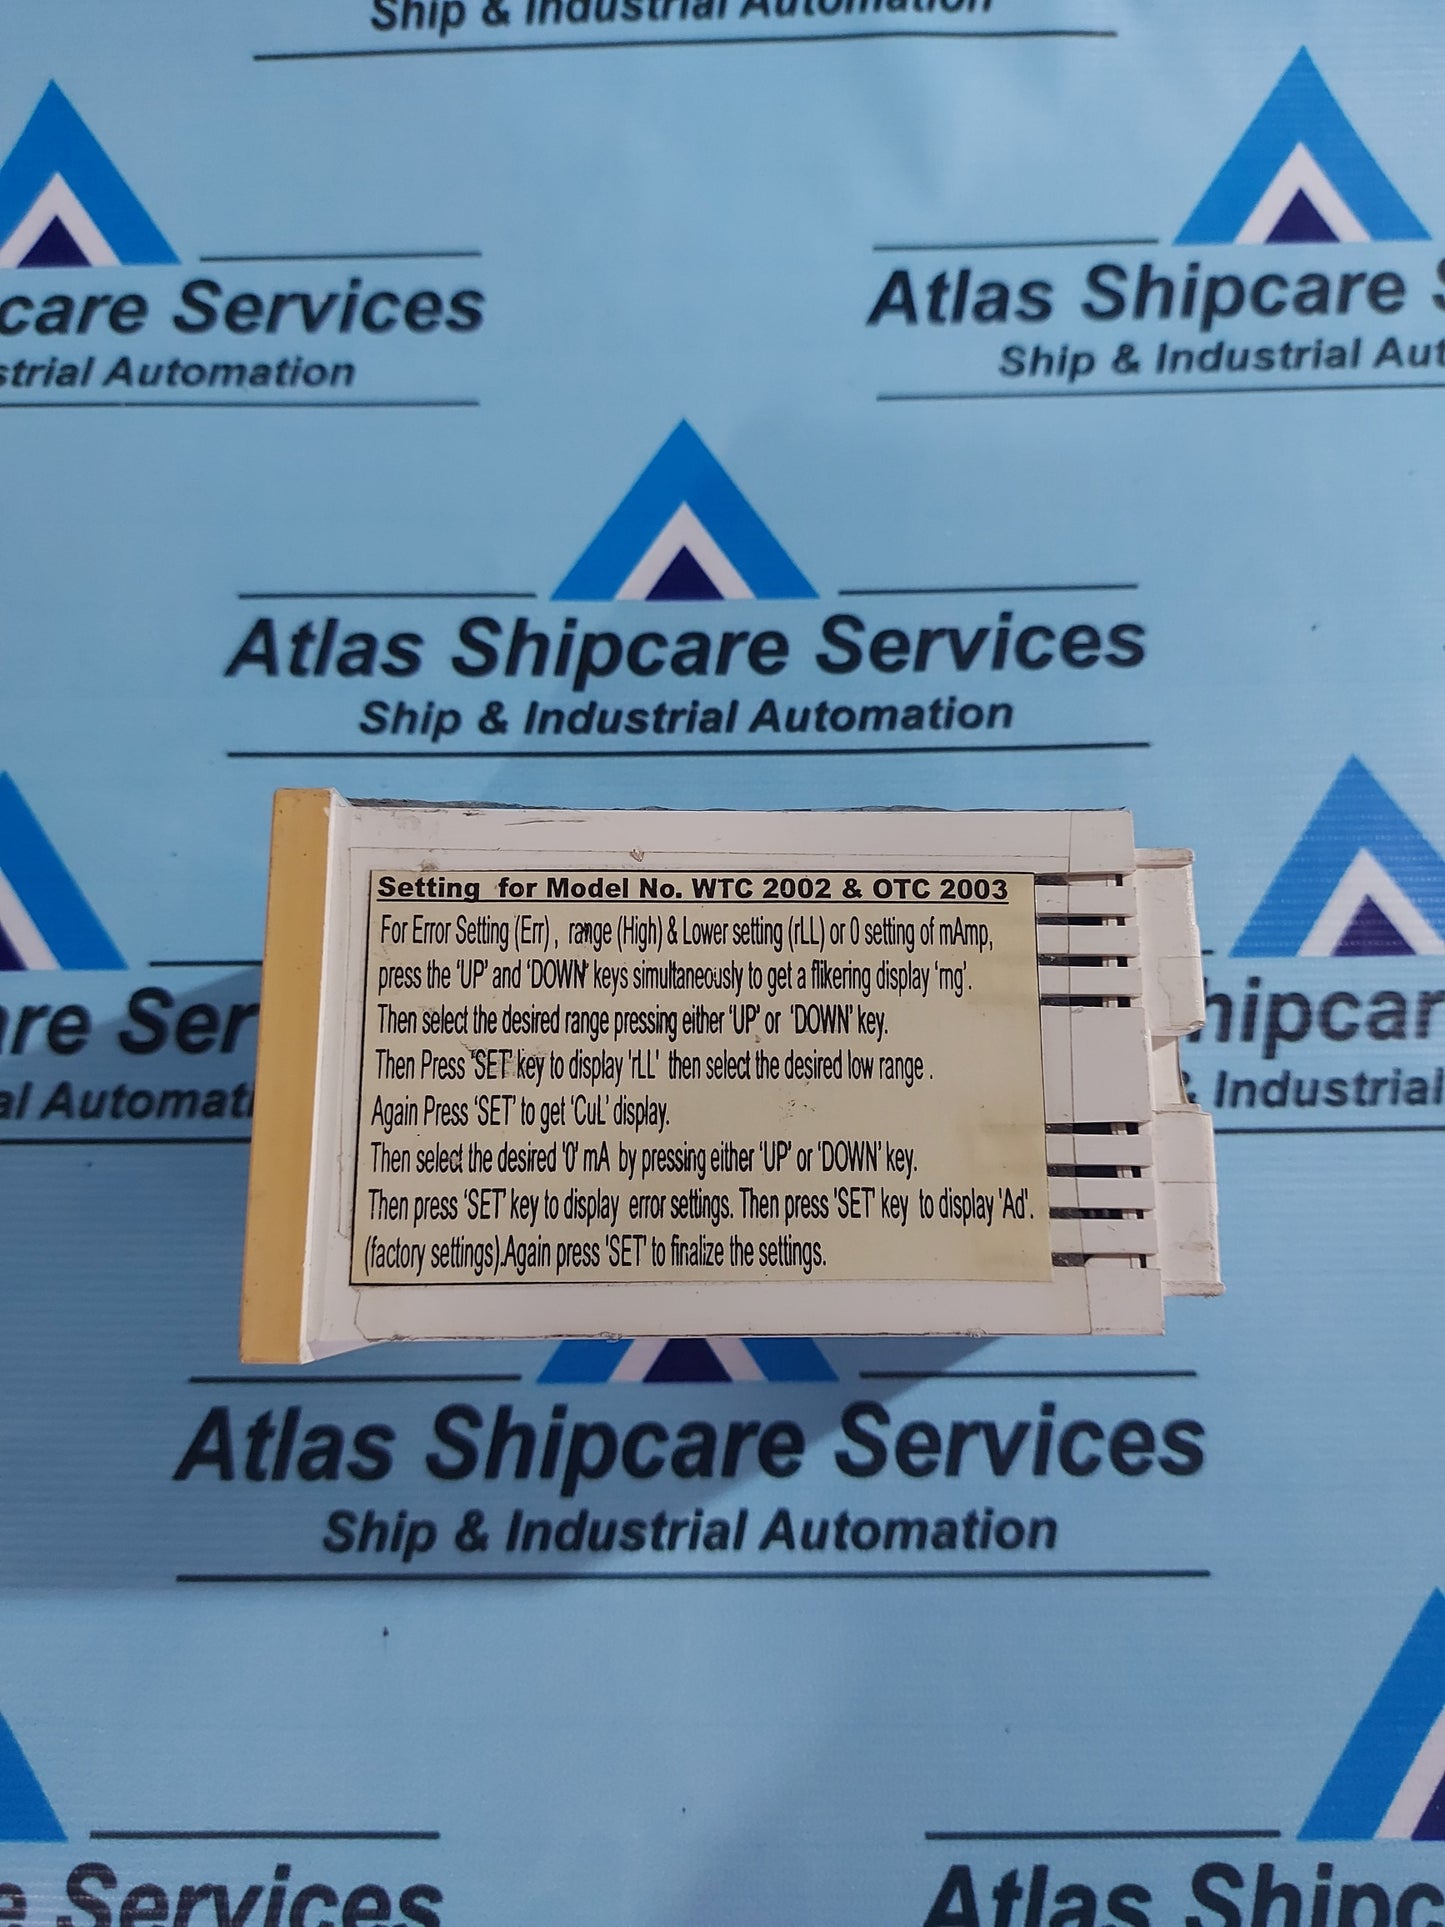 Ship & Industrial Automation
care Services
strial Automation
Atlas Shipcare S
Ship & Industrial Aut
Atlas Shipcare Services
Ship & Industrial Automation
Setting for Model No. WTC 2002 & OTC 2003
For Error Setting (Err) , range (High) & Lower setting (rLL) or 0 setting of mAmp,
press the 'UP' and 'DOWN' keys simultaneously to get a flikering display 'rng'.
Then select the desired range pressing either 'UP' or 'DOWN' key.
Then Press 'SET' key to display 'rLL' then select the desired low range .
Again Press 'SET' to get 'CuL' display.
Then select the desired '0' mA by pressing either 'UP' or 'DOWN' key.
Then press 'SET' key to display error settings. Then press 'SET' key to display 'Ad'.
(factory settings).Again press 'SET' to finalize the settings.
re Ser
al Automati
hipcar
& Industrial
Atlas Shipcare Services
Ship & Industrial Automation
e Services
Atlas Shipc